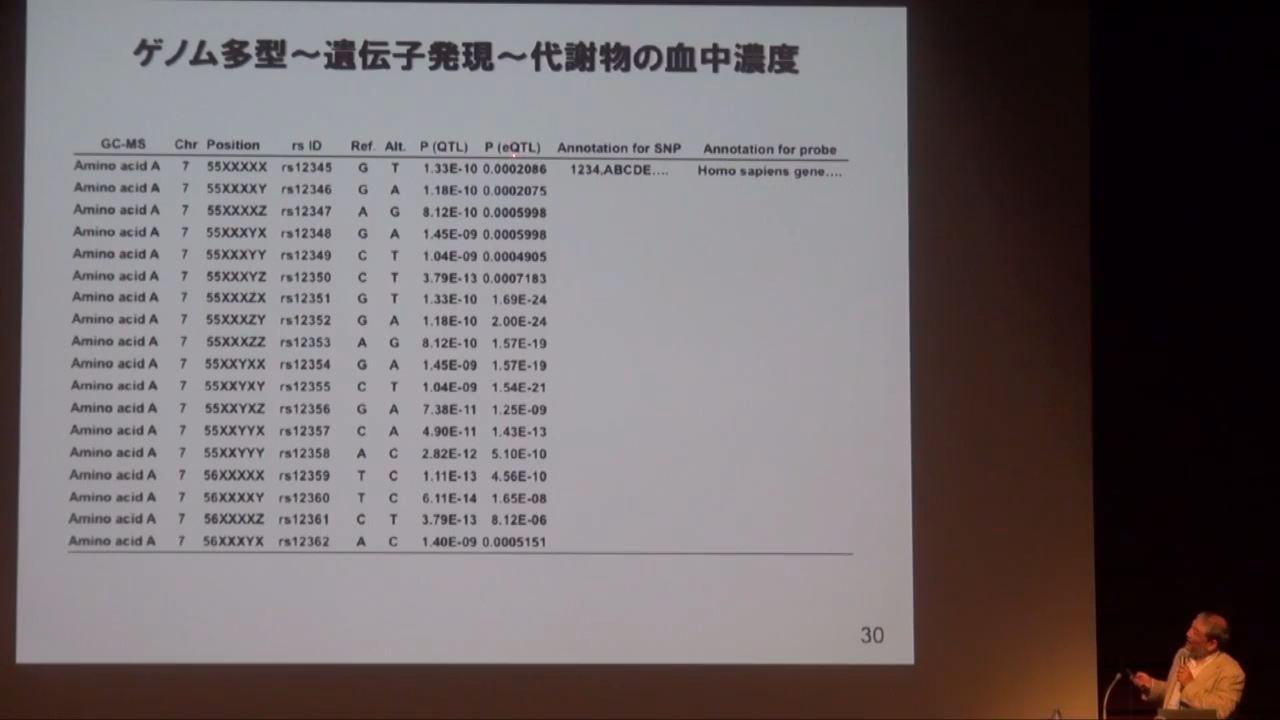 ゲノム多型～遺伝子発現～代謝物の血中濃度
GC-MS Chr Position rs ID Ref. Alt. P (QTL) P (eQTL) Annotation for SNP Annotation for probe
Amino acid A 7 55XXXXX rs12345 G T 1.33E-10 0.0002086 1234,ABCDE.... Homo sapiens gene....
Amino acid A 7 55XXXXY rs12346 G A 1.18E-10 0.0002075
Amino acid A 7 55XXXXZ rs12347 A G 8.12E-10 0.0005998
Amino acid A 7 55XXXYX rs12348 G A 1.45E-09 0.0005998
Amino acid A 7 55XXXYY rs12349 C T 1.04E-09 0.0004905
Amino acid A 7 55XXXYZ rs12350 C T 3.79E-13 0.0007183
Amino acid A 7 55XXXZX rs12351 G T 1.33E-10 1.69E-24
Amino acid A 7 55XXXZY rs12352 G A 1.18E-10 2.00E-24
Amino acid A 7 55XXXZZ rs12353 A G 8.12E-10 1.57E-19
Amino acid A 7 55XXYXX rs12354 G A 1.45E-09 1.57E-19
Amino acid A 7 55XXYXY rs12355 C T 1.04E-09 1.54E-21
Amino acid A 7 55XXYXZ rs12356 G A 7.38E-11 1.25E-09
Amino acid A 7 55XXYYX rs12357 C A 4.90E-11 1.43E-13
Amino acid A 7 55XXYYY rs12358 A C 2.82E-12 5.10E-10
Amino acid A 7 56XXXXX rs12359 T C 1.11E-13 4.56E-10
Amino acid A 7 56XXXXY rs12360 T C 6.11E-14 1.65E-08
Amino acid A 7 56XXXXZ rs12361 C T 3.79E-13 8.12E-06
Amino acid A 7 56XXXYX rs12362 A C 1.40E-09 0.0005151
30